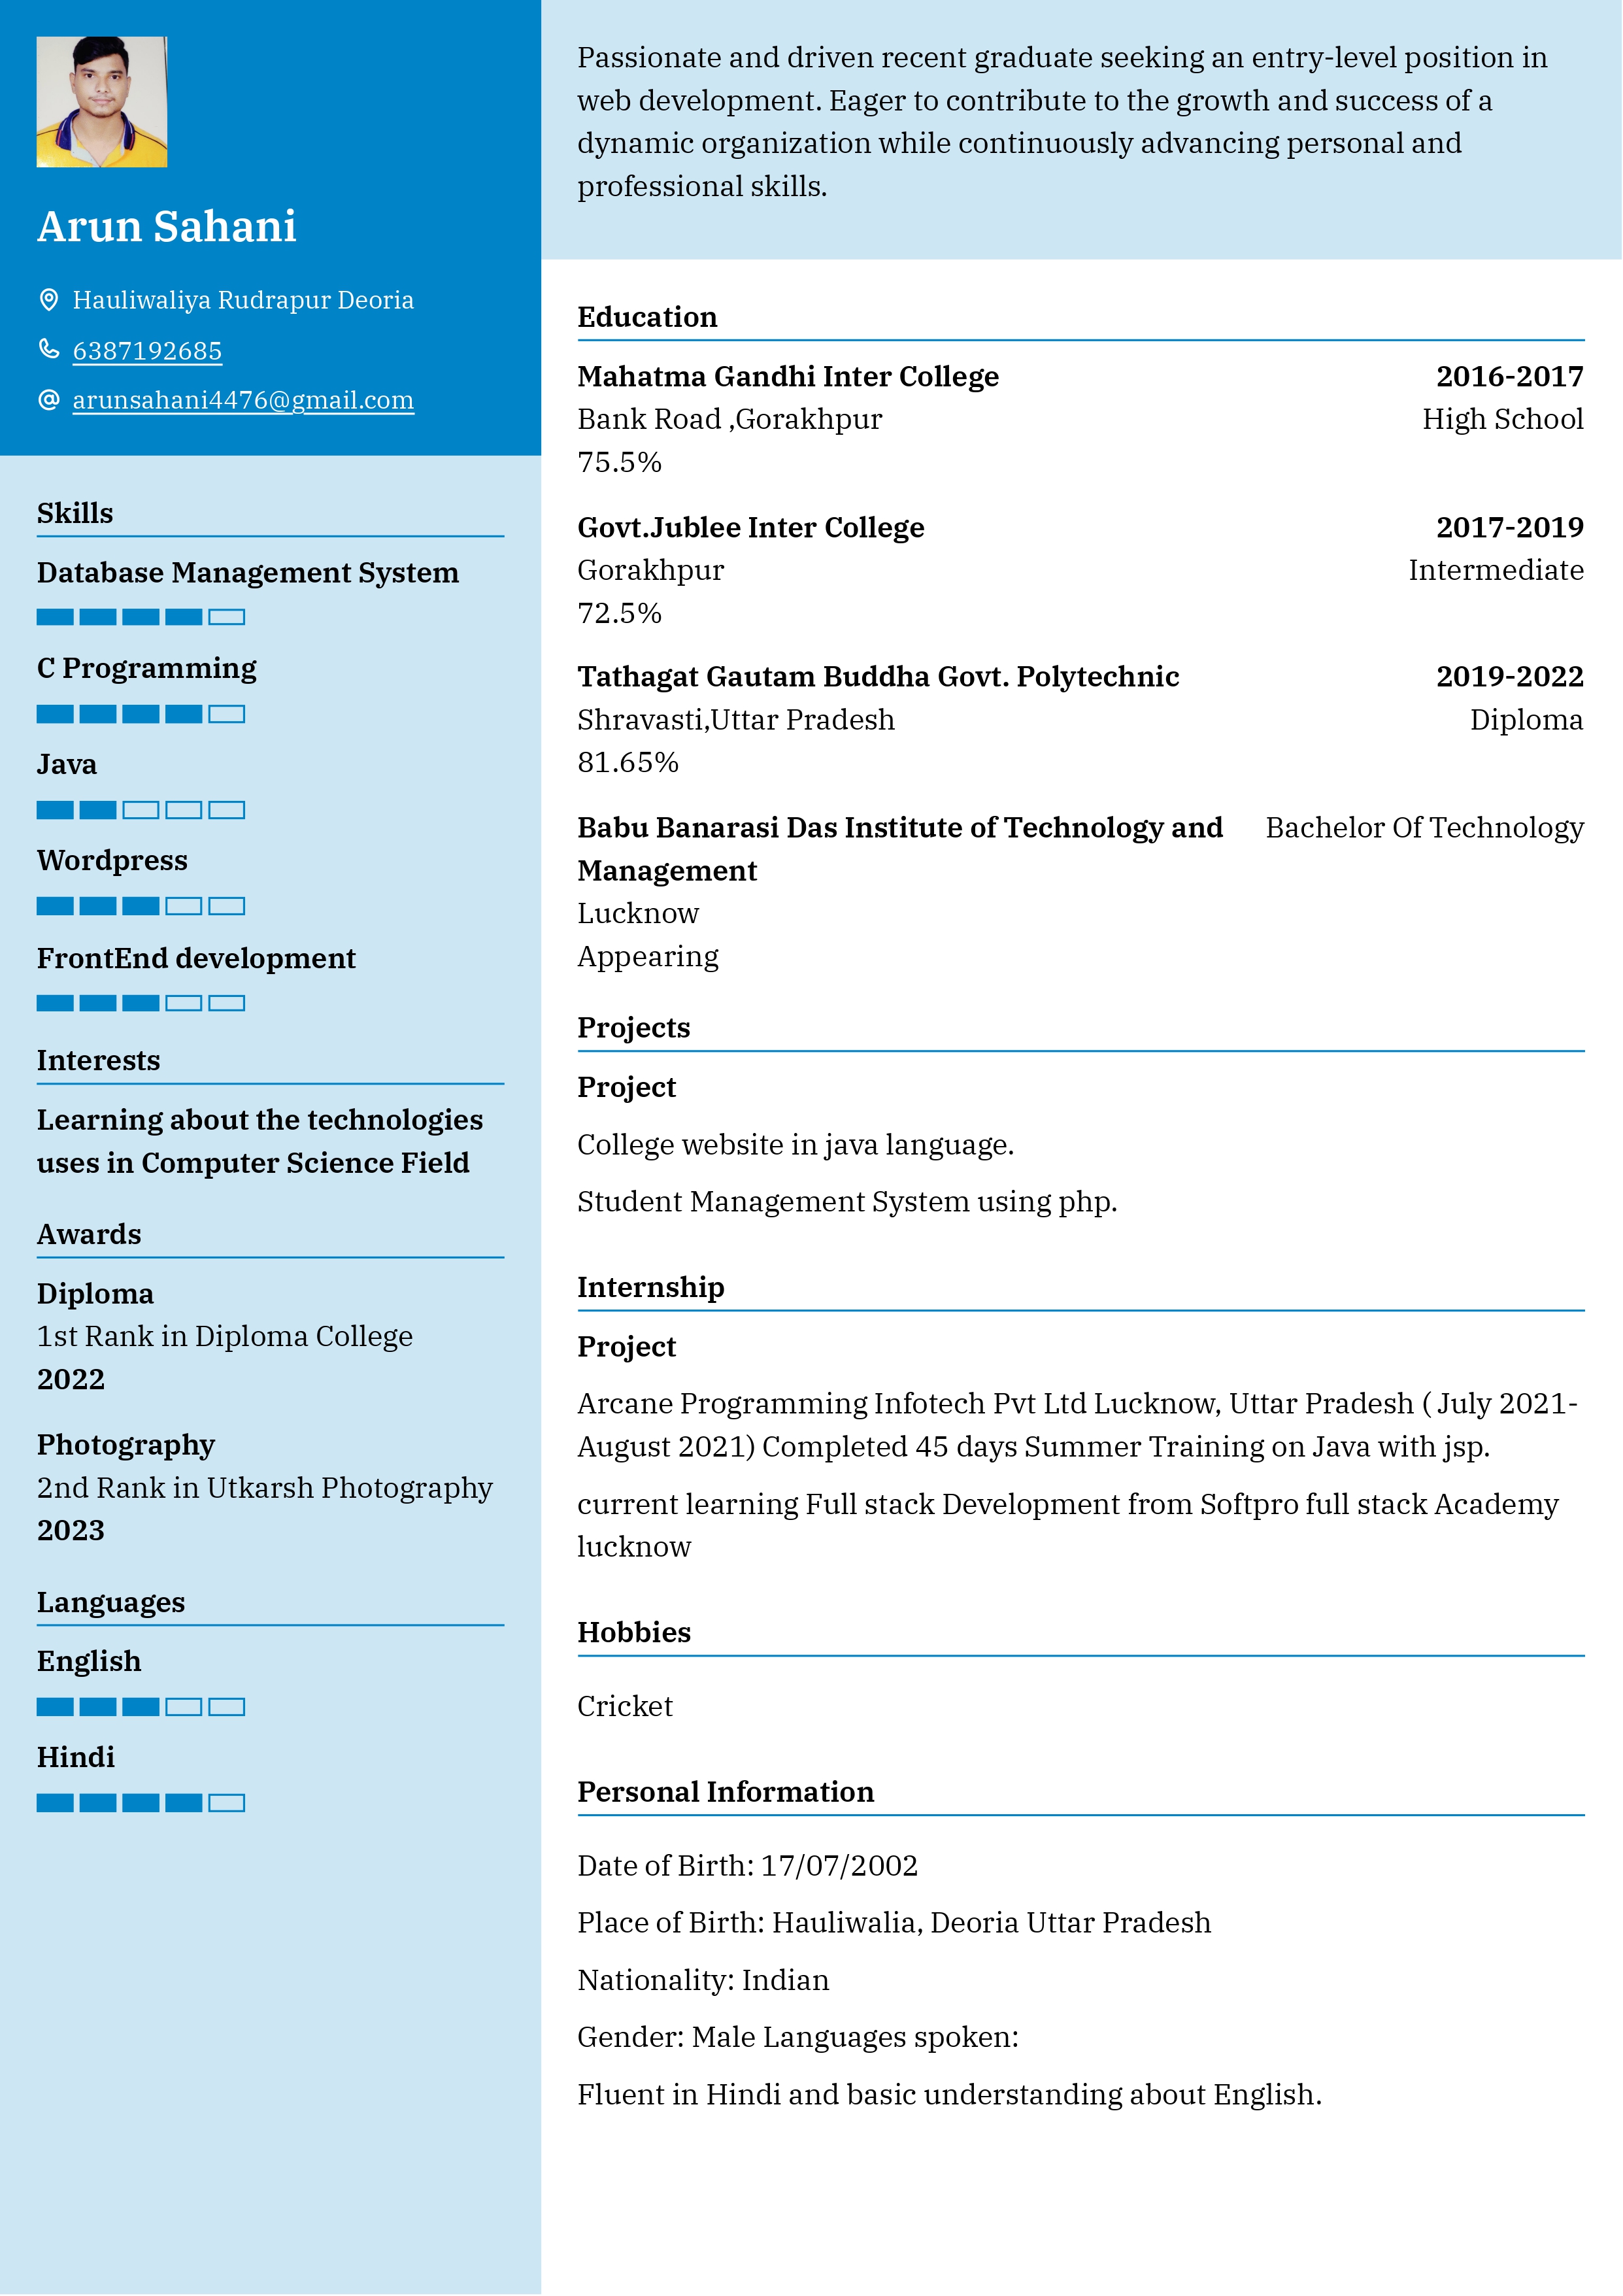 Arun Sahani
Hauliwaliya Rudrapur Deoria
6387192685
arunsahani4476@gmail.com
Skills
Database Management System
C Programming
Java
Wordpress
FrontEnd development
Interests
Learning about the technologies
uses in Computer Science Field
Awards
Diploma
1st Rank in Diploma College
2022
Photography
2nd Rank in Utkarsh Photography
2023
Languages
English
Hindi
Passionate and driven recent graduate seeking an entry-level position in
web development. Eager to contribute to the growth and success of a
dynamic organization while continuously advancing personal and
professional skills.
Education
Mahatma Gandhi Inter College 2016-2017
Bank Road ,Gorakhpur High School
75.5%
Govt.Jublee Inter College 2017-2019
Gorakhpur Intermediate
72.5%
Tathagat Gautam Buddha Govt. Polytechnic 2019-2022
Shravasti,Uttar Pradesh Diploma
81.65%
Babu Banarasi Das Institute of Technology and Bachelor Of Technology
Management
Lucknow
Appearing
Projects
Project
College website in java language.
Student Management System using php.
Internship
Project
Arcane Programming Infotech Pvt Ltd Lucknow, Uttar Pradesh ( July 2021-
August 2021) Completed 45 days Summer Training on Java with jsp.
current learning Full stack Development from Softpro full stack Academy
lucknow
Hobbies
Cricket
Personal Information
Date of Birth: 17/07/2002
Place of Birth: Hauliwalia, Deoria Uttar Pradesh
Nationality: Indian
Gender: Male Languages spoken:
Fluent in Hindi and basic understanding about English.